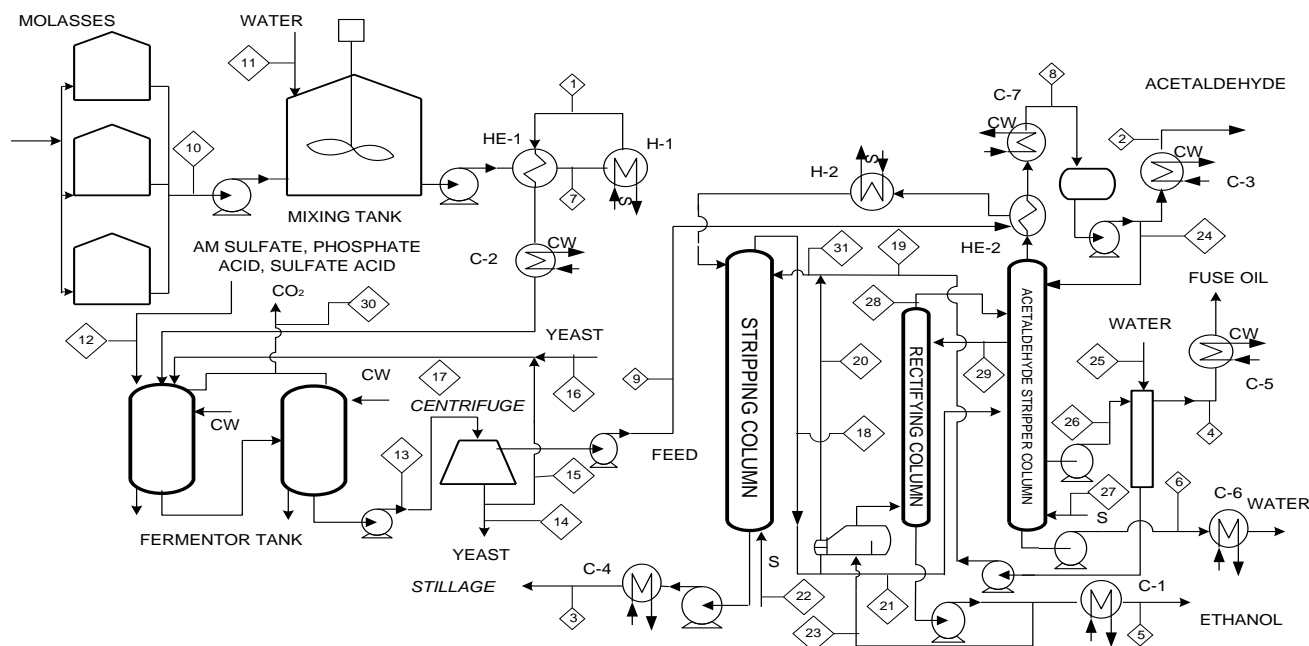 MOLASSES
WATER
11
10
MIXING TANK
HE-1
1
H-1
7
S
C-2
CW
AM SULFATE, PHOSPHATE
ACID, SULFATE ACID
CO₂
30
12
YEAST
16
17
CW
CW
CENTRIFUGE
13
15
14
YEAST
FEED
FERMENTOR TANK
STILLAGE
9
C-7
CW
8
ACETALDEHYDE
2
CW
C-3
H-2
S
HE-2
24
31
19
28
FUSE OIL
WATER
CW
25
C-5
20
29
STRIPPING COLUMN
RECTIFYING COLUMN
ACETALDEHYDE STRIPPER COLUMN
18
26
4
27
S
6
C-6
WATER
C-4
3
S
22
21
23
C-1
5
ETHANOL